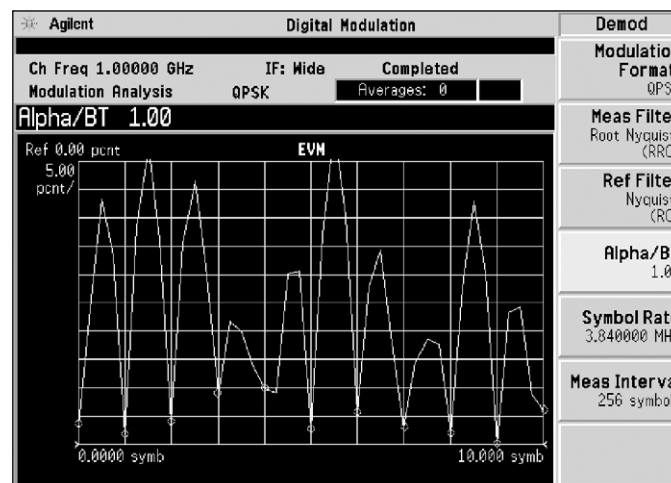 Agilent
Digital Modulation
Demod
Ch Freq 1.00000 GHz
IF: Wide
Completed
Modulation Analysis
QPSK
Averages: 0
Alpha/BT 1.00
Ref 0.00 pcnt
EVM
5.00
pcnt/
0.0000 symb
10.000 symb
Modulatio
Format
QPS
Meas Filte
Root Nyquis
(RRC
Ref Filte
Nyquis
(RC
Alpha/B
1.0
Symbol Rat
3.840000 MH
Meas Interva
256 symbo